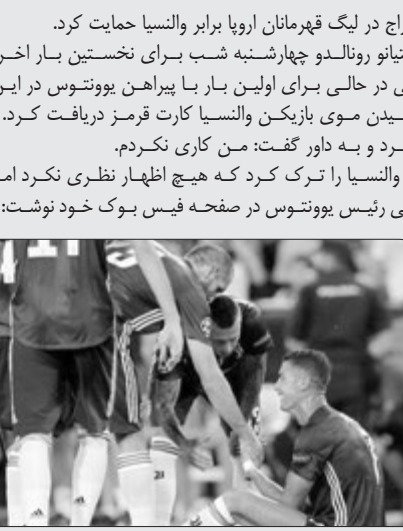 راج در لیگ قهرمانان اروپا برابر والنسیا حمایت کرد.
تیانو رونالدو چهارشنبه شب برای نخستین بار اخر
ی در حالی برای اولین بار با پیراهن یوونتوس در این
یدن موی بازیکن والنسیا کارت قرمز دریافت کرد.
رد و به داور گفت: من کاری نکردم.
والنسیا را ترک کرد که هیچ اظهار نظری نکرد ام
ی رئیس یوونتوس در صفحه فیس بوک خود نوشت: